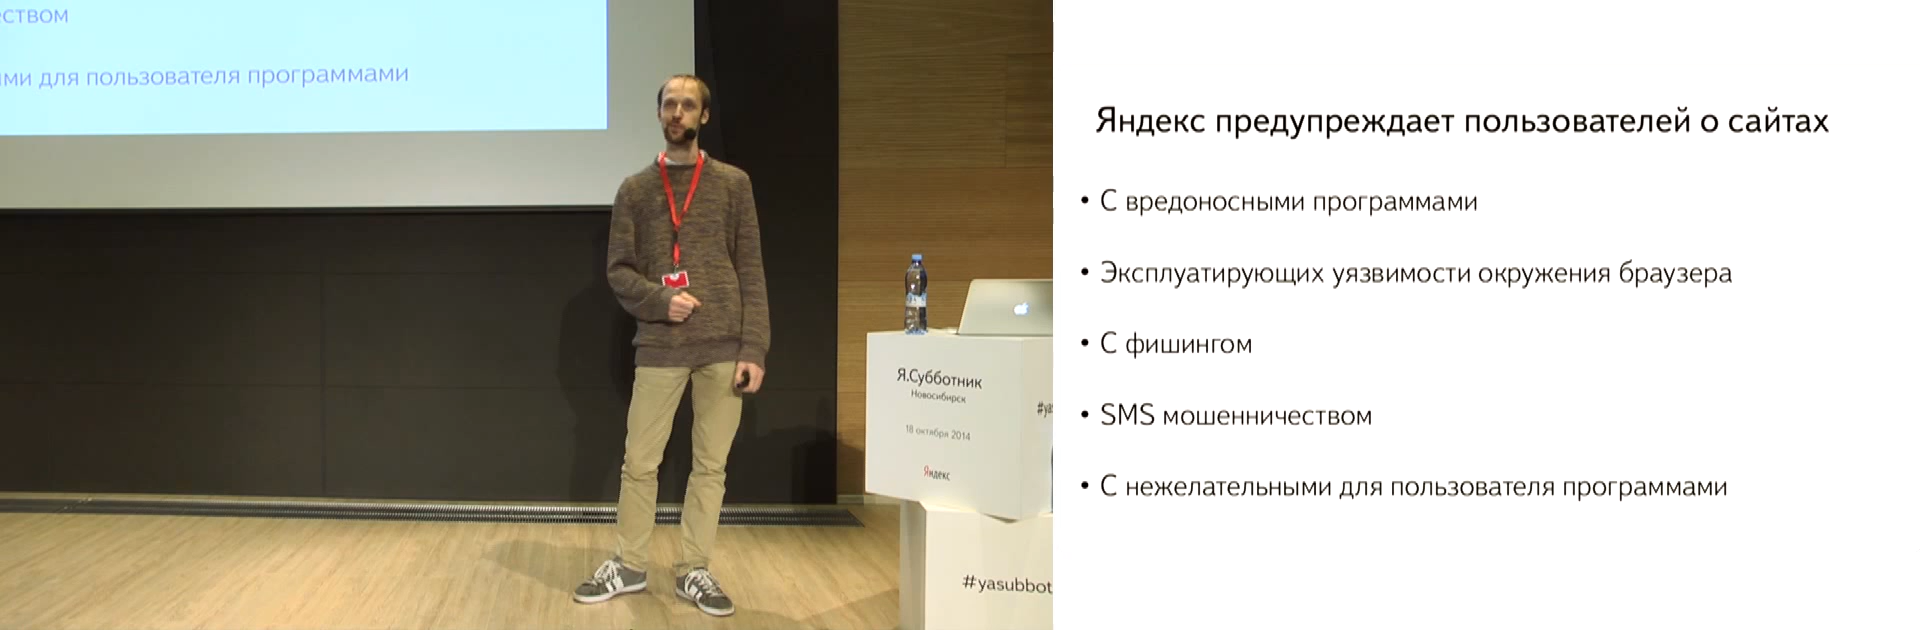 ством
ми для пользователя программами
Я.Субботник
Новосибирск
18 октября 2014
Яндекс
#yasubbot
Яндекс предупреждает пользователей о сайтах
• С вредоносными программами
• Эксплуатирующих уязвимости окружения браузера
• С фишингом
• SMS мошенничеством
• С нежелательными для пользователя программами